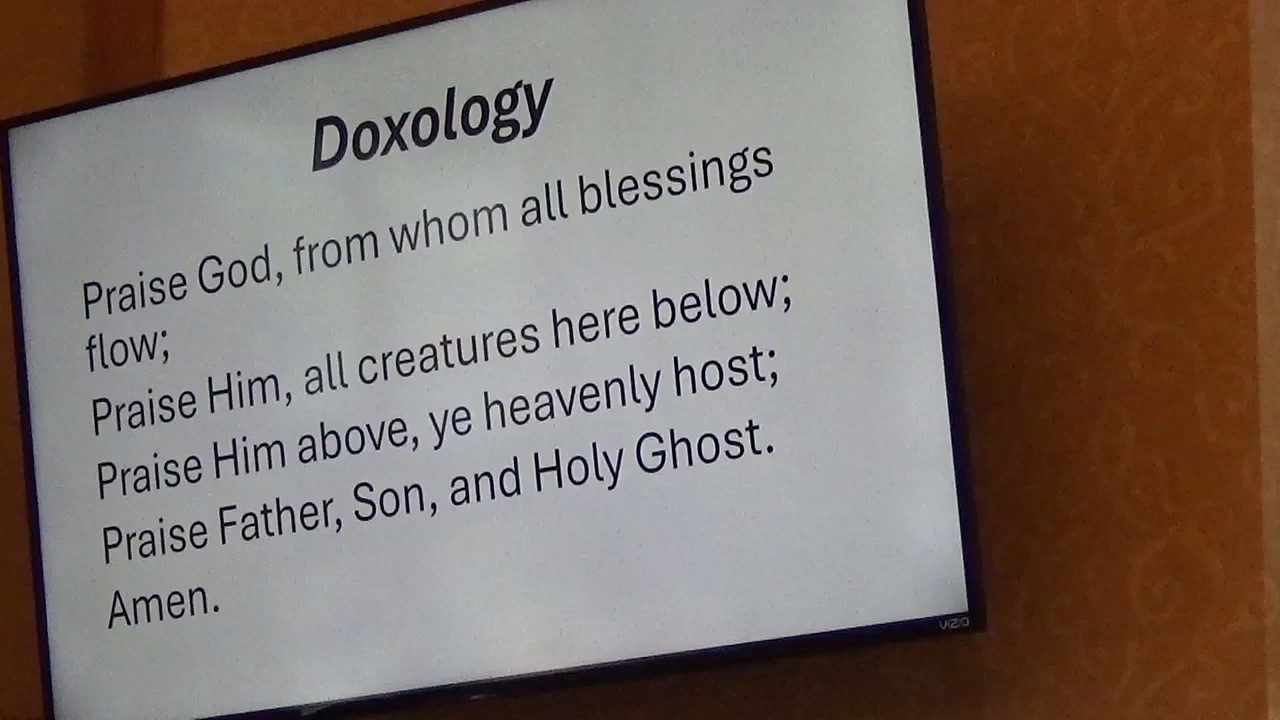 Doxology
Praise God, from whom all blessings
flow;
Praise Him, all creatures here below;
Praise Him above, ye heavenly host;
Praise Father, Son, and Holy Ghost.
Amen.
VIZIO